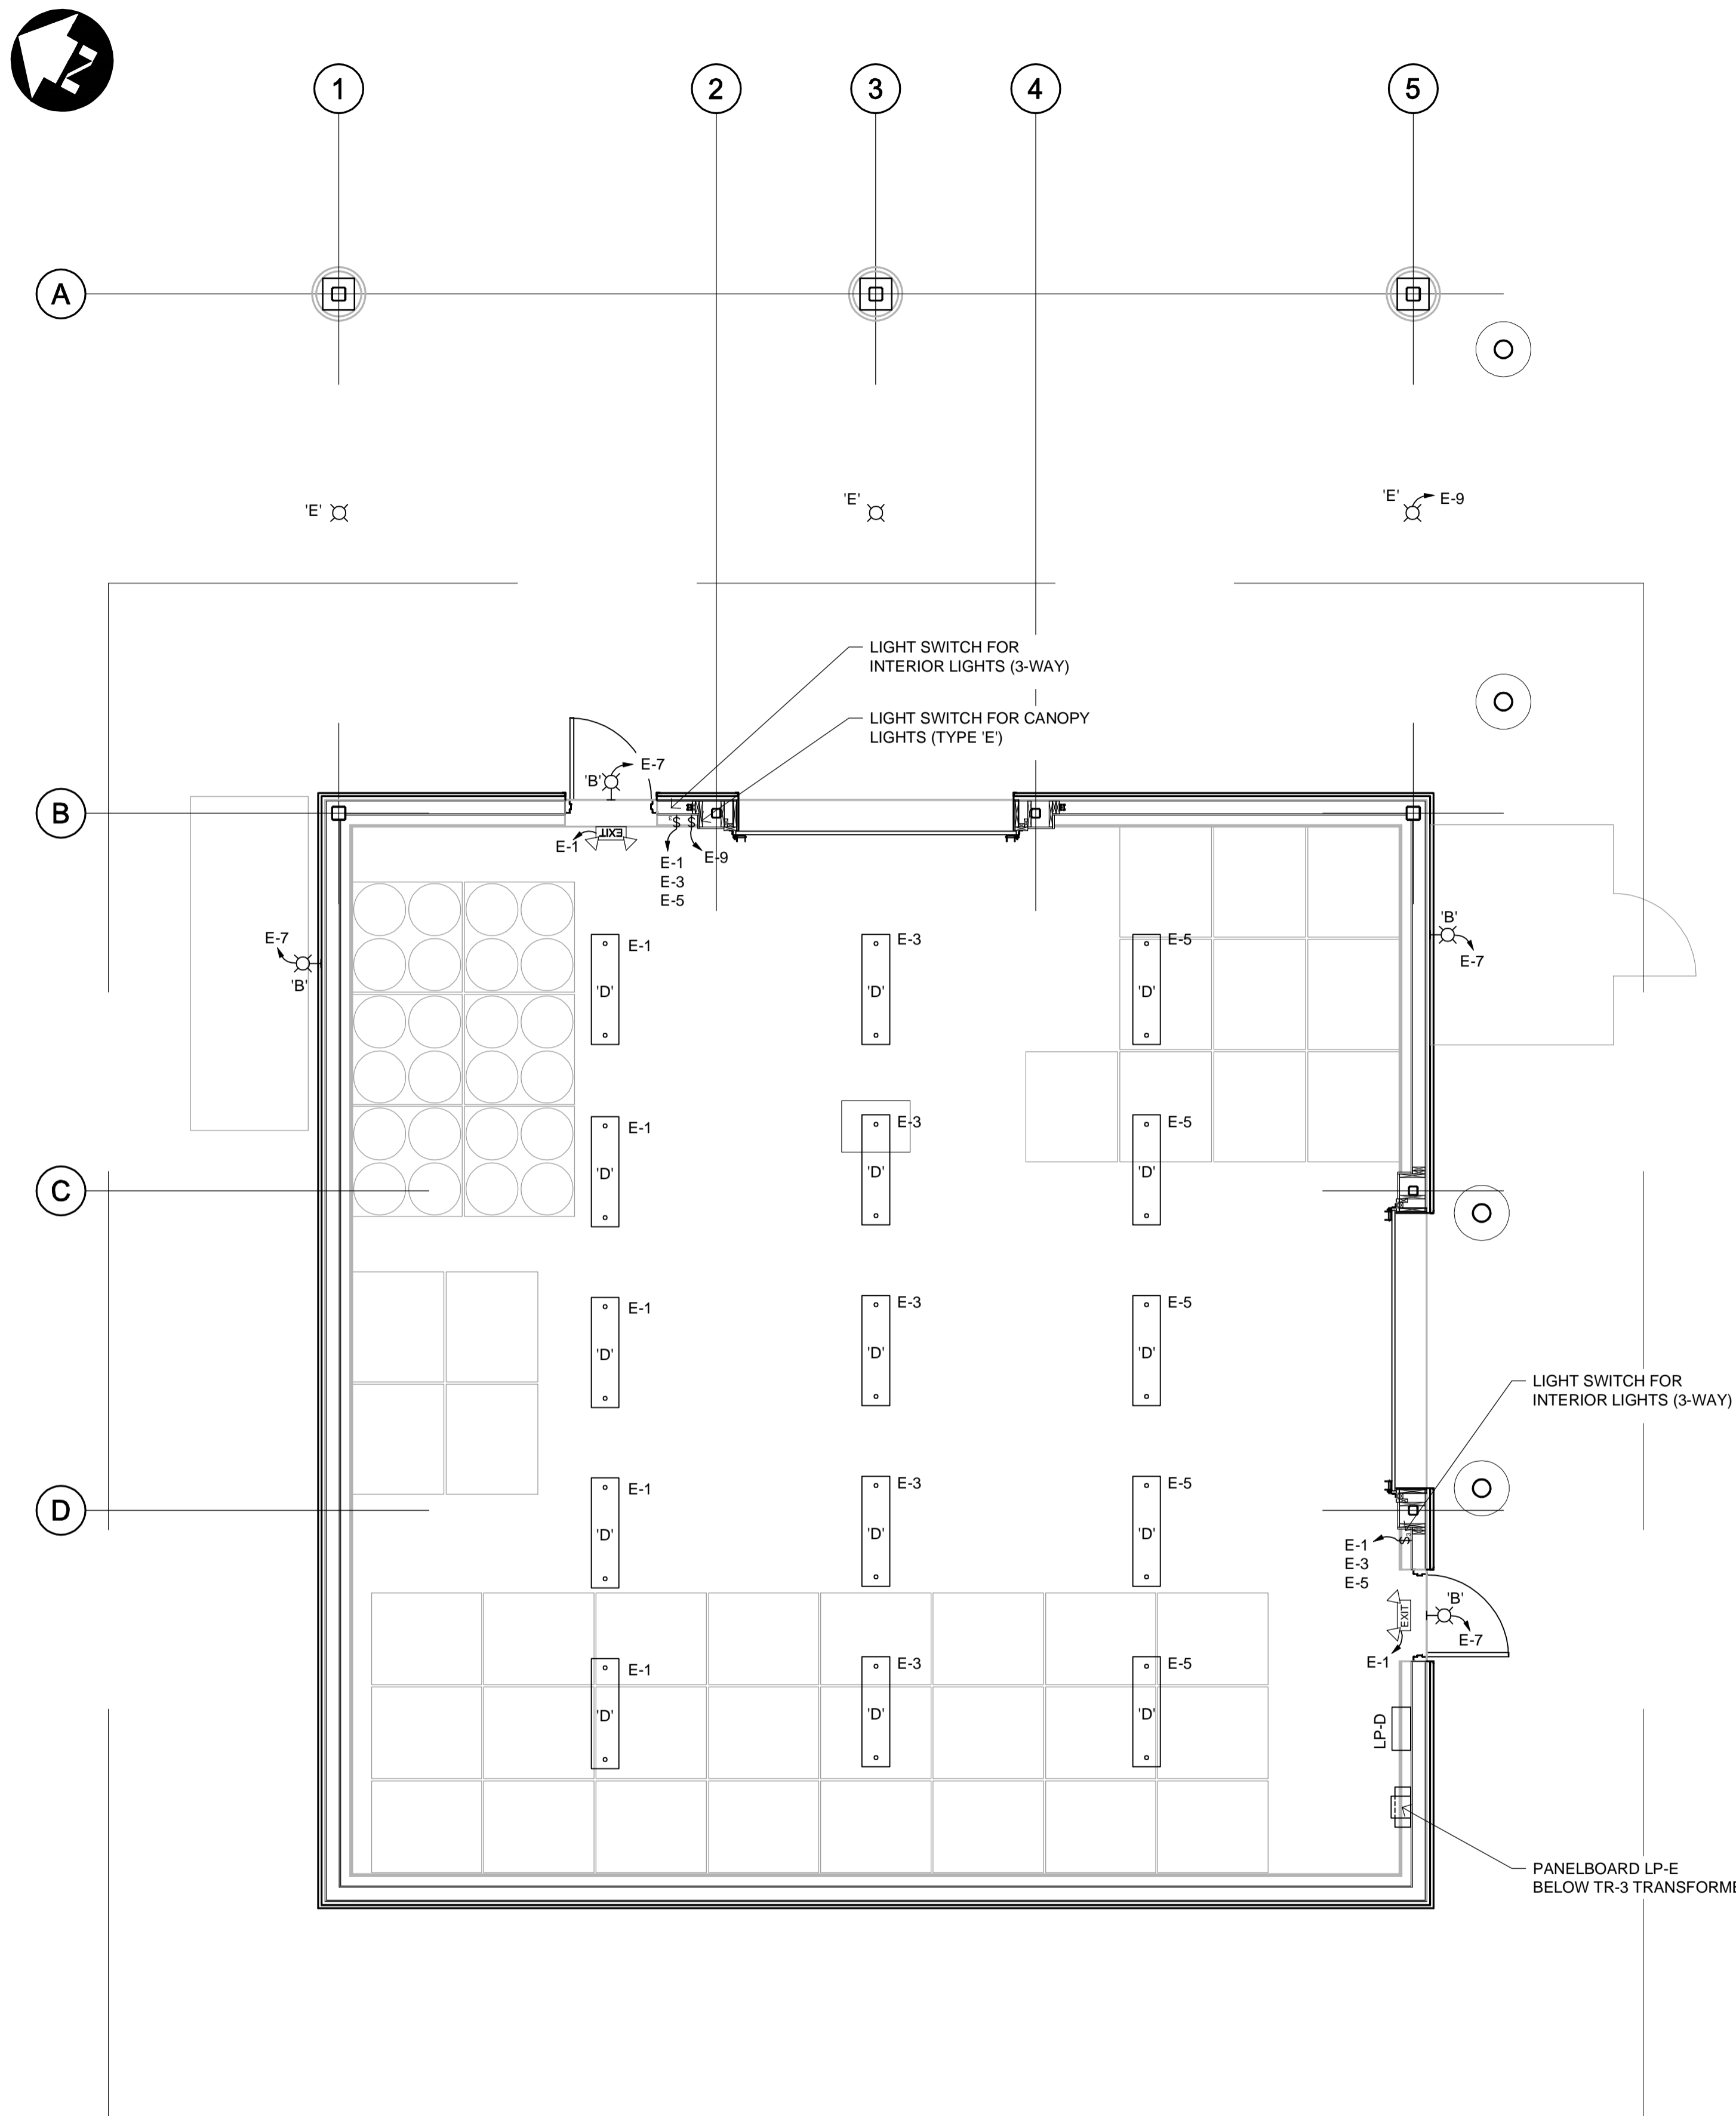 N
1
2
3
4
5
A
'E'
'E'
'E'
E-9
LIGHT SWITCH FOR
INTERIOR LIGHTS (3-WAY)
LIGHT SWITCH FOR CANOPY
LIGHTS (TYPE 'E')
'B'
E-7
B
EXIT
E-1
$ $
E-1
E-3
E-5
E-9
E-7
'B'
'B'
E-7
E-1
'D'
E-3
'D'
E-5
'D'
E-1
'D'
E-3
'D'
E-5
'D'
C
E-1
'D'
E-3
'D'
E-5
'D'
LIGHT SWITCH FOR
INTERIOR LIGHTS (3-WAY)
E-1
'D'
E-3
'D'
E-5
'D'
D
$
E-1
E-3
E-5
EXIT
'B'
E-7
E-1
E-1
'D'
E-3
'D'
E-5
'D'
LP-D
PANELBOARD LP-E
BELOW TR-3 TRANSFORME